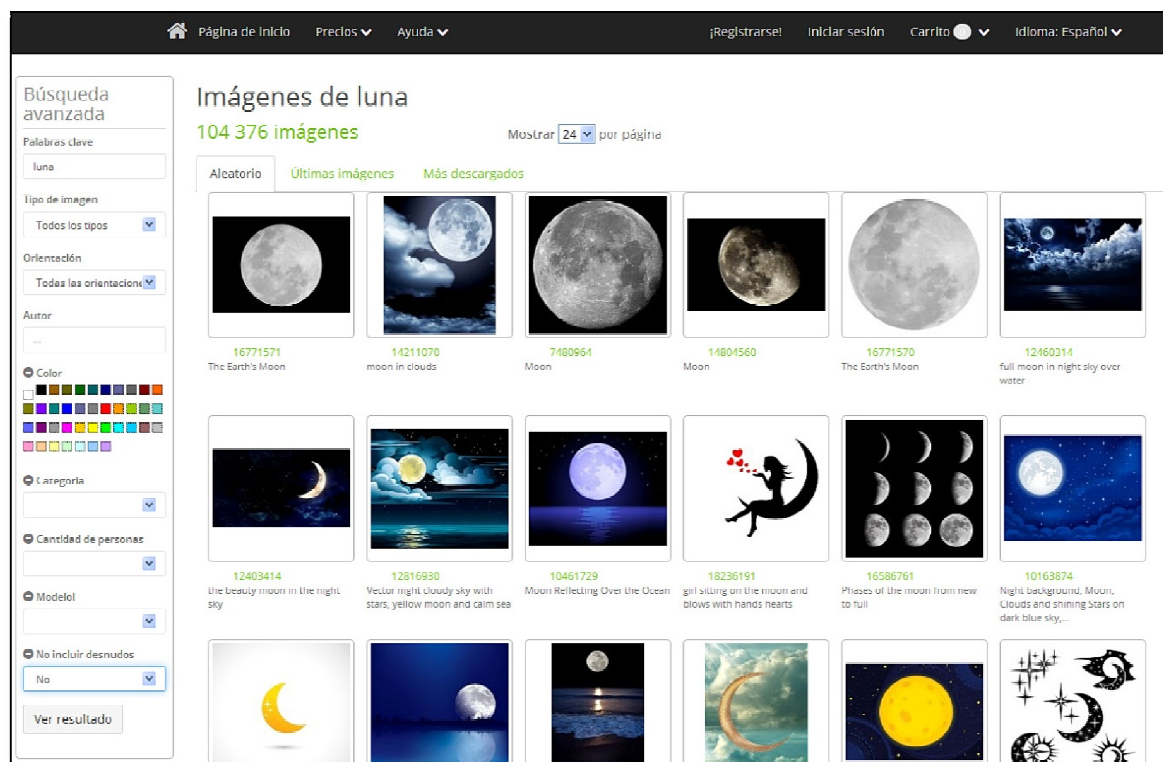 Página de inicio Precios Ayuda ¡Registrarse! Iniciar sesión Carrito Idioma: Español
Búsqueda
avanzada
Palabras clave
luna
Tipo de imagen
Todos los tipos
Orientación
Todas las orientacione
Autor
...
Color
Categoria
Cantidad de personas
Modelol
No incluir desnudos
No
Ver resultado
Imágenes de luna
104 376 imágenes
Mostrar 24 por página
Aleatorio Últimas imágenes Más descargados
16771571
The Earth's Moon
14211070
moon in clouds
7480964
Moon
14804560
Moon
16771570
The Earth's Moon
12460314
full moon in night sky over
water
12403414
the beauty moon in the night
sky
12816930
Vector night cloudy sky with
stars, yellow moon and calm sea
10461729
Moon Reflecting Over the Ocean
18236191
girl sitting on the moon and
blows with hands hearts
16586761
Phases of the moon from new
to full
10163874
Night background, Moon,
Clouds and shining Stars on
dark blue sky,...